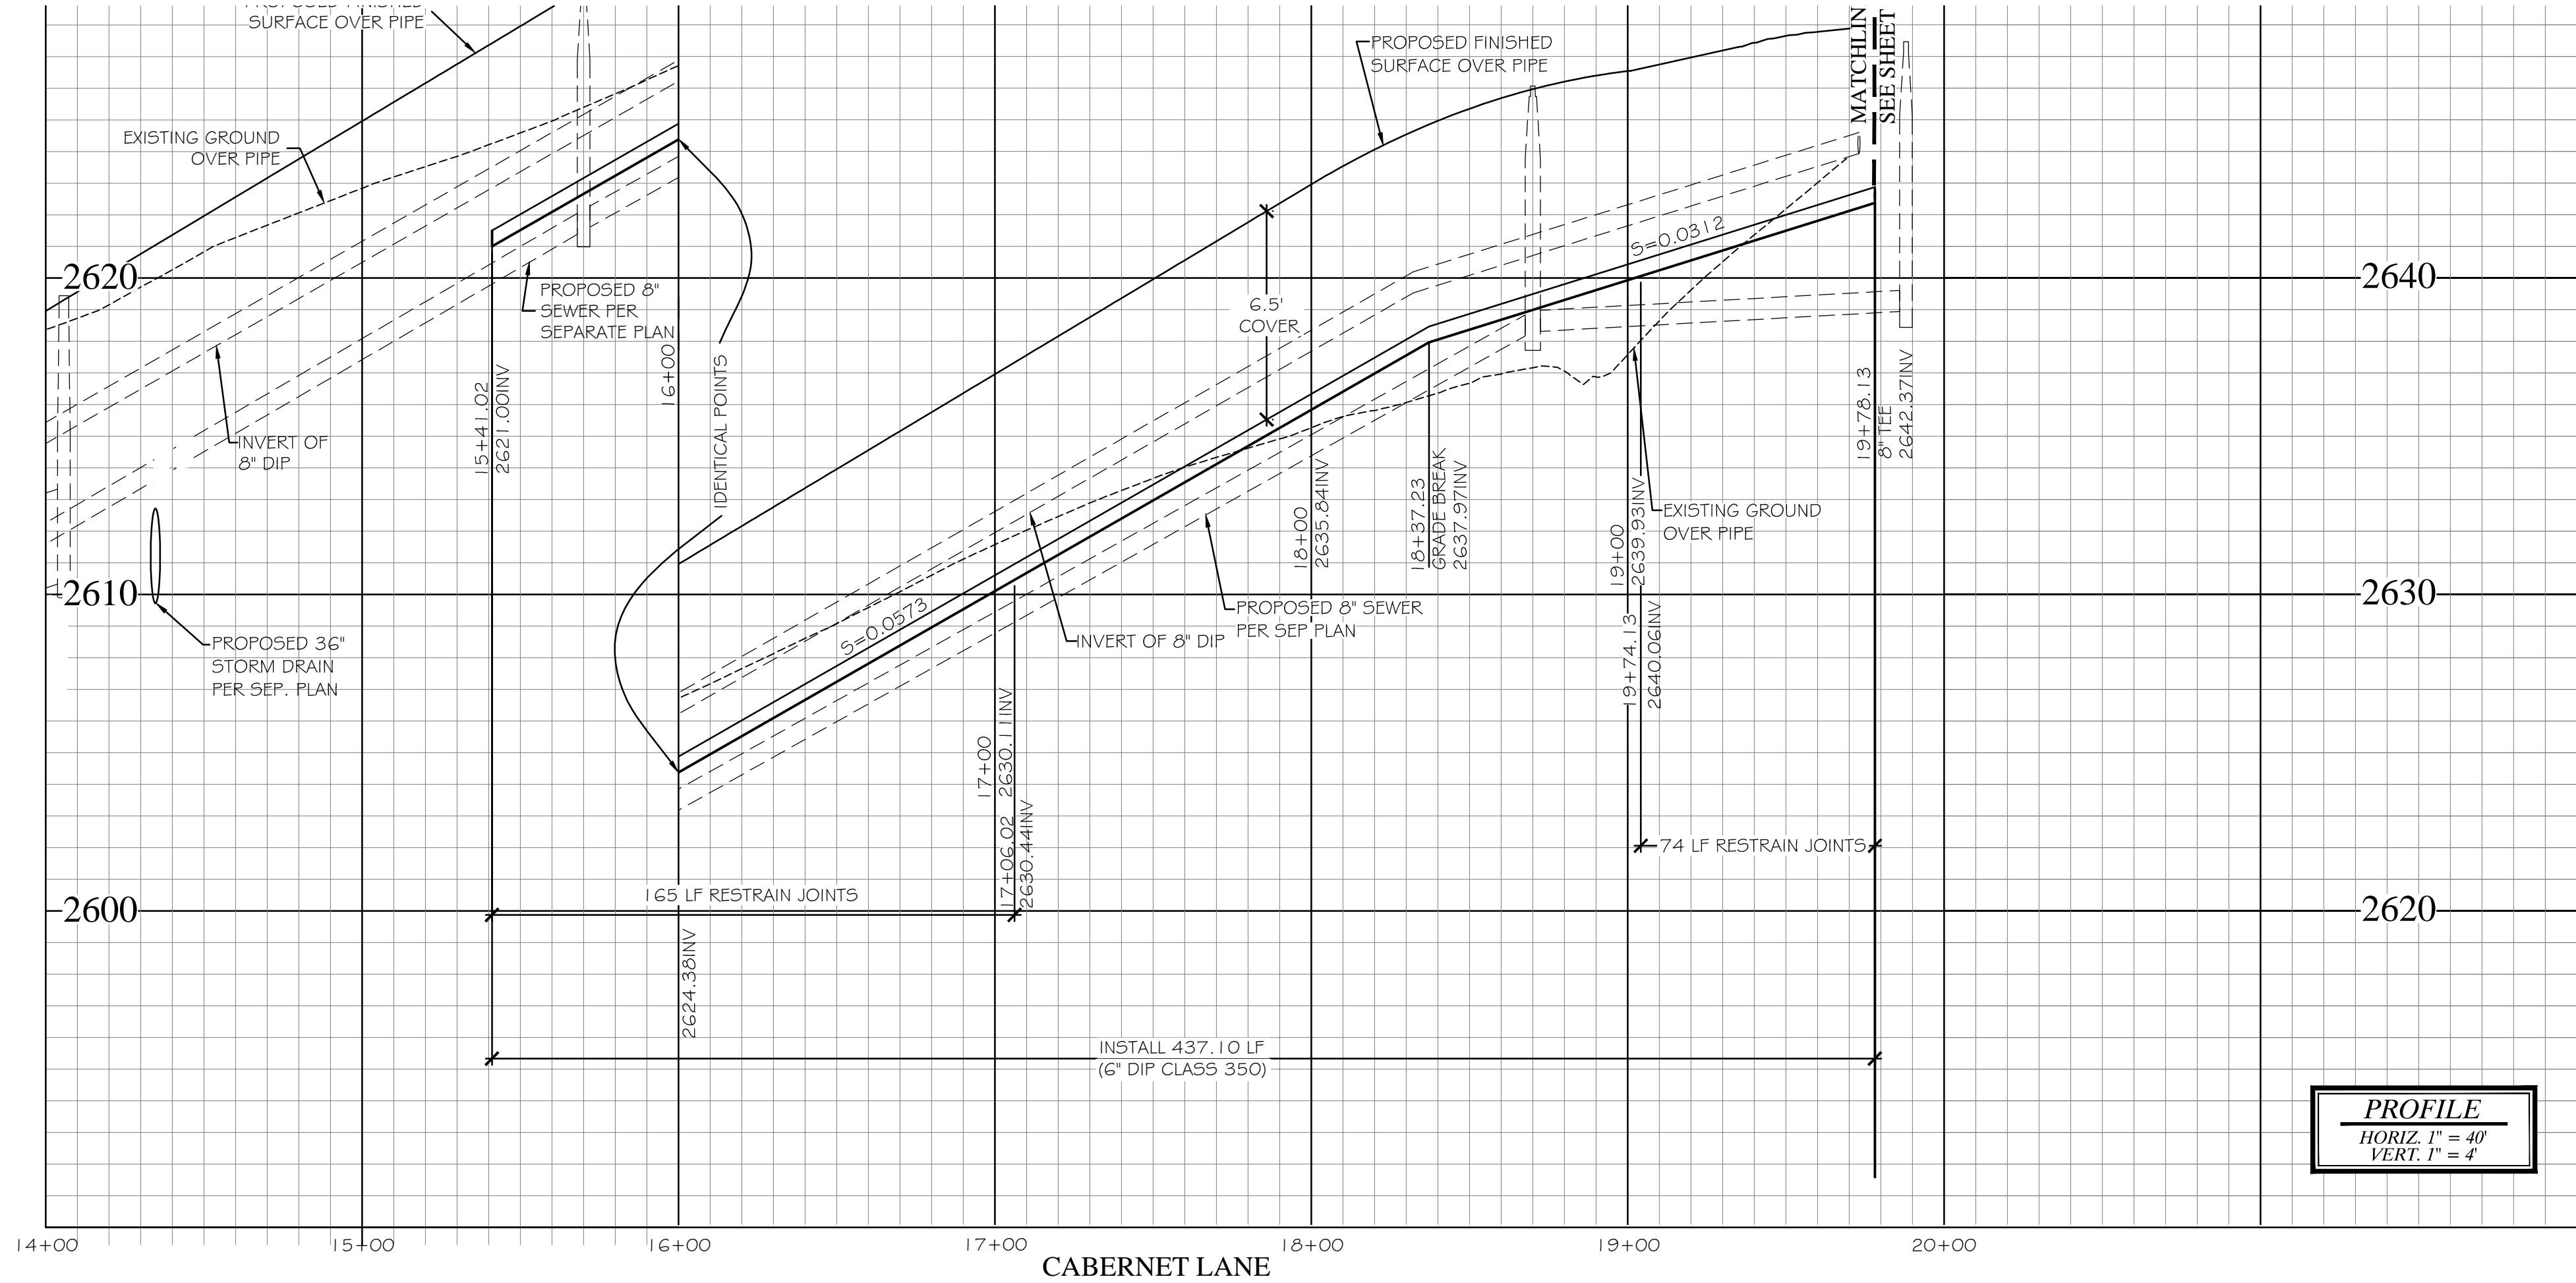 SURFACE OVER PIPE
EXISTING GROUND
OVER PIPE
PROPOSED FINISHED
SURFACE OVER PIPE
MATCHLIN
SEE SHEET
S=0.0312
2620
2640
PROPOSED 8"
SEWER PER
SEPARATE PLAN
6.5'
COVER
INVERT OF
8" DIP
15+41.02
2621.00INV
16+00
IDENTICAL POINTS
18+00
2635.84INV
18+37.23
GRADE BREAK
2637.97INV
19+00
2639.93INV
19+78.13
8" TEE
2642.37INV
EXISTING GROUND
OVER PIPE
2610
2630
S=0.0573
PROPOSED 36"
STORM DRAIN
PER SEP. PLAN
INVERT OF 8" DIP
PROPOSED 8" SEWER
PER SEP PLAN
19+74.13
2640.06INV
17+00
2630.11INV
17+06.02
2630.44INV
74 LF RESTRAIN JOINTS
165 LF RESTRAIN JOINTS
2600
2620
2624.38INV
INSTALL 437.10 LF
(6" DIP CLASS 350)
PROFILE
HORIZ. 1" = 40'
VERT. 1" = 4'
14+00
15+00
16+00
17+00
18+00
19+00
20+00
CABERNET LANE